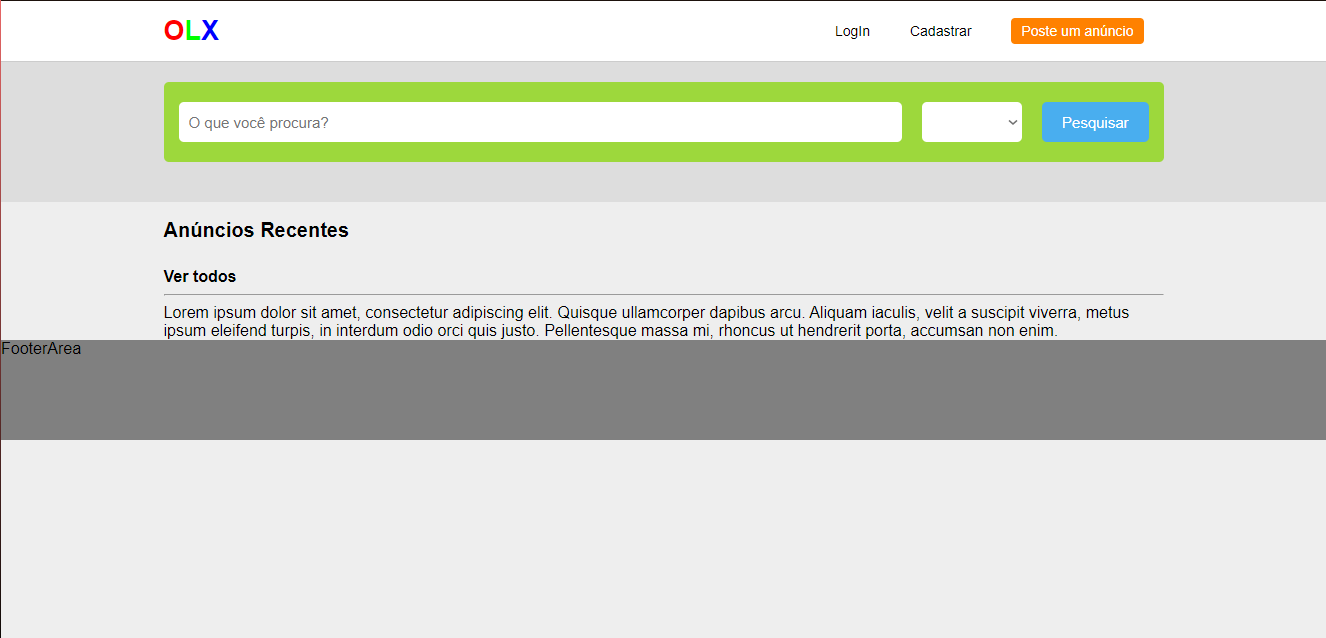 OLX
LogIn
Cadastrar
Poste um anúncio
O que você procura?
Pesquisar
Anúncios Recentes
Ver todos
Lorem ipsum dolor sit amet, consectetur adipiscing elit. Quisque ullamcorper dapibus arcu. Aliquam iaculis, velit a suscipit viverra, metus
ipsum eleifend turpis, in interdum odio orci quis justo. Pellentesque massa mi, rhoncus ut hendrerit porta, accumsan non enim.
FooterArea